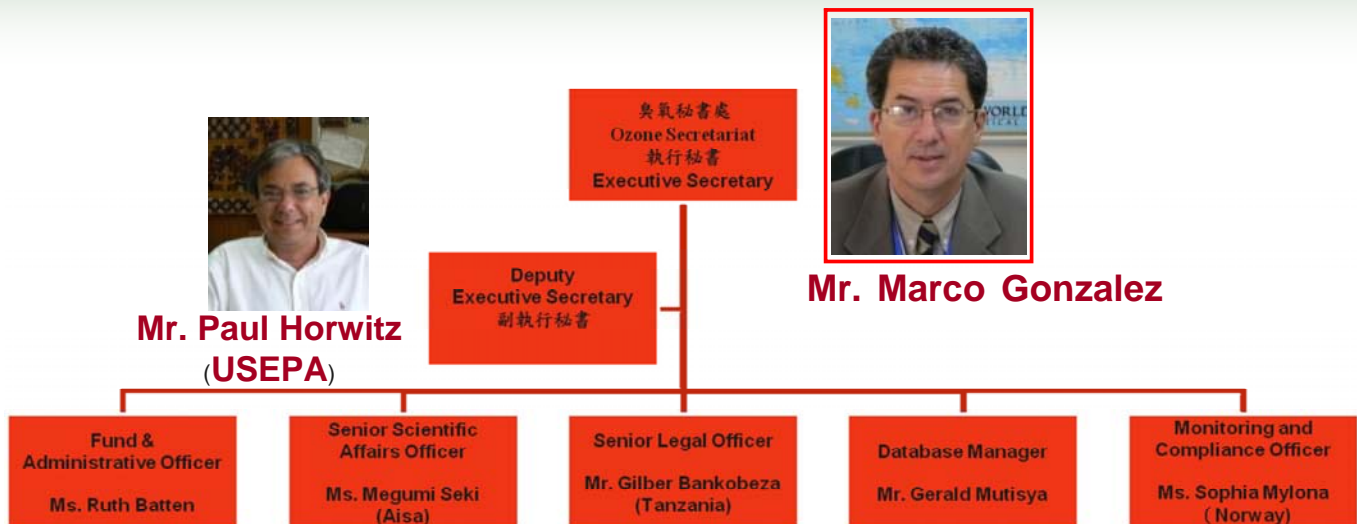 臭氧秘書處
Ozone Secretariat
執行秘書
Executive Secretary
WORLD
Mr. Marco Gonzalez
Mr. Paul Horwitz
(USEPA)
Deputy
Executive Secretary
副執行秘書
Fund &
Administrative Officer
Ms. Ruth Batten
Senior Scientific
Affairs Officer
Ms. Megumi Seki
(Aisa)
Senior Legal Officer
Mr. Gilber Bankobeza
(Tanzania)
Database Manager
Mr. Gerald Mutisya
Monitoring and
Compliance Officer
Ms. Sophia Mylona
( Norway)